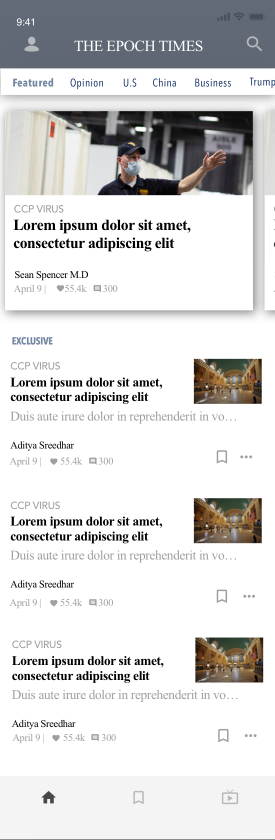 9:41
THE EPOCH TIMES
Featured Opinion U.S China Business Trump
AISLE
CCP VIRUS
Lorem ipsum dolor sit amet,
consectetur adipiscing elit
Sean Spencer M.D
April 9 | 55.4k 300
EXCLUSIVE
CCP VIRUS
Lorem ipsum dolor sit amet,
consectetur adipiscing elit
Duis aute irure dolor in reprehenderit in vo…
Aditya Sreedhar
April 9 | 55.4k 300
CCP VIRUS
Lorem ipsum dolor sit amet,
consectetur adipiscing elit
Duis aute irure dolor in reprehenderit in vo…
Aditya Sreedhar
April 9 | 55.4k 300
CCP VIRUS
Lorem ipsum dolor sit amet,
consectetur adipiscing elit
Duis aute irure dolor in reprehenderit in vo…
Aditya Sreedhar
April 9 | 55.4k 300